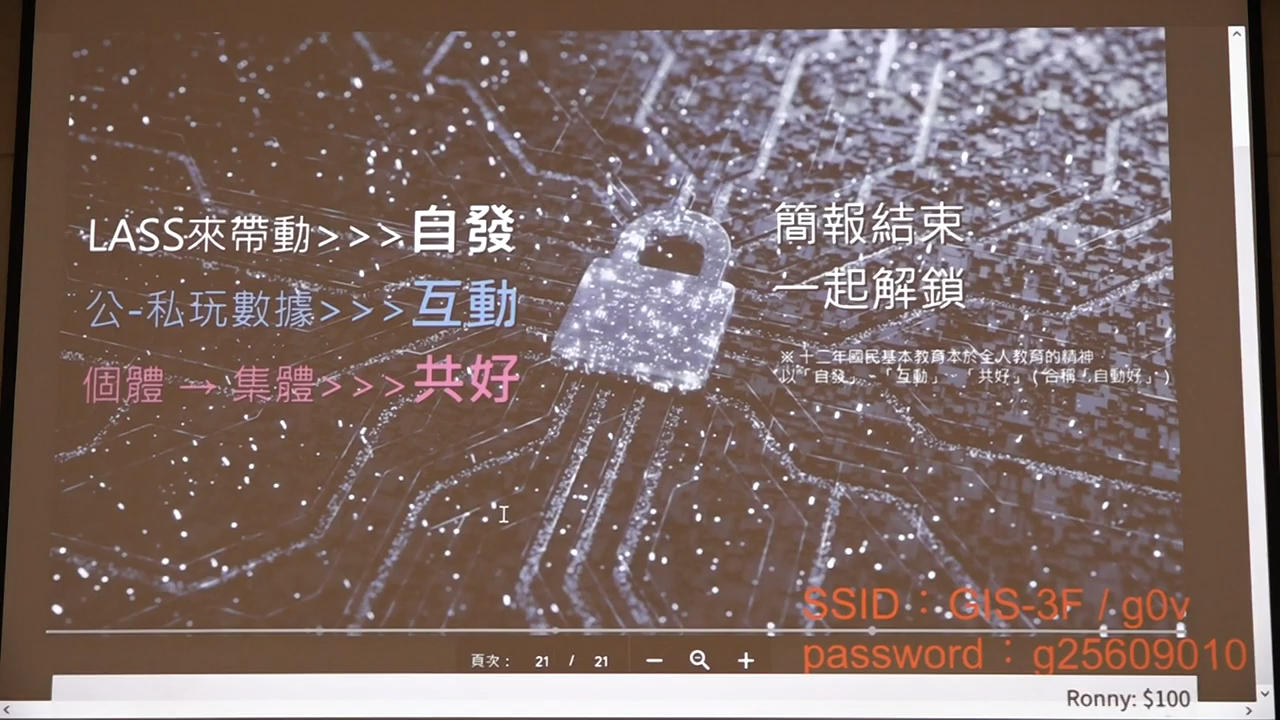 LASS來帶動>>>自發
公-私玩數據>>>互動
個體 → 集體>>>共好
簡報結束
一起解鎖
※ 十二年國民基本教育本於全人教育的精神
以「自發」 - 「互動」 「共好」 ( 合稱「自動好」 )
SSID：GIS-3F / g0v
password：g25609010
頁次： 21 / 21
Ronny: $100